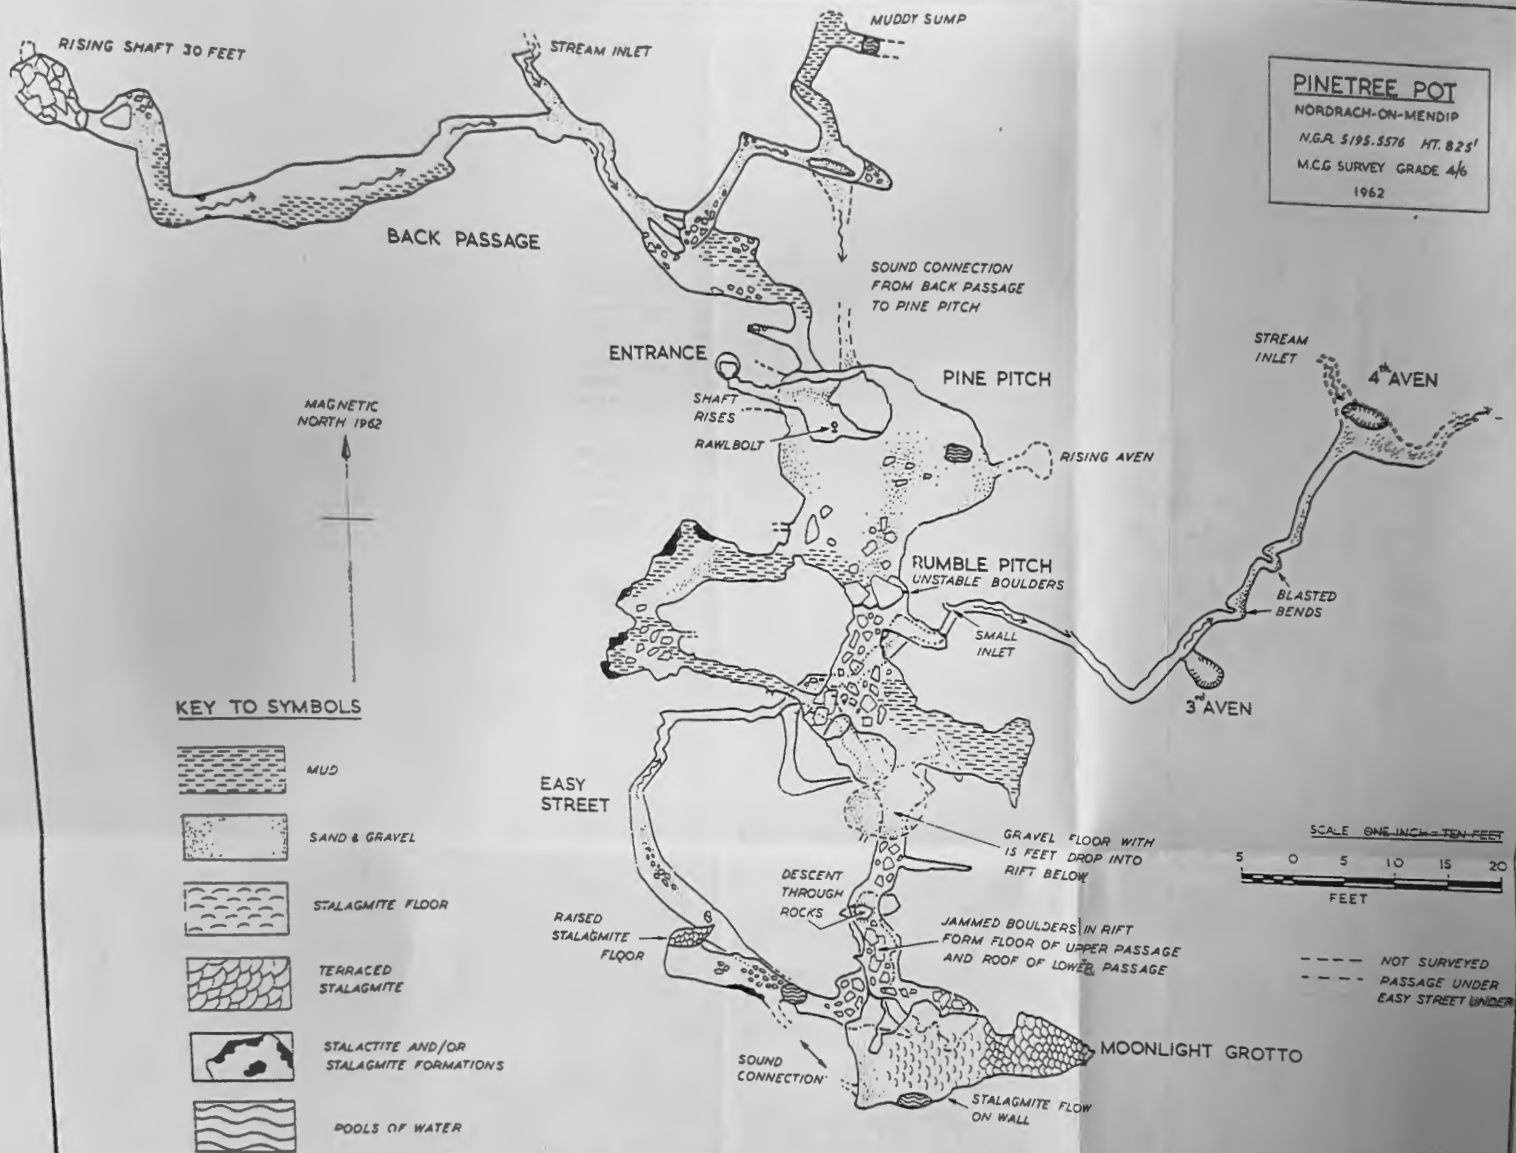 RISING SHAFT 30 FEET
STREAM INLET
MUDDY SUMP
PINETREE POT
NORDRACH-ON-MENDIP
N.G.R. 5195.5576 HT. 825'
M.C.G SURVEY GRADE 4/6
1962
BACK PASSAGE
SOUND CONNECTION
FROM BACK PASSAGE
TO PINE PITCH
ENTRANCE
PINE PITCH
STREAM
INLET
4th AVEN
MAGNETIC
NORTH 1962
SHAFT
RISES
RAWLBOLT
RISING AVEN
RUMBLE PITCH
UNSTABLE BOULDERS
BLASTED
BENDS
SMALL
INLET
3rd AVEN
KEY TO SYMBOLS
MUD
SAND & GRAVEL
STALAGMITE FLOOR
TERRACED
STALAGMITE
STALACTITE AND/OR
STALAGMITE FORMATIONS
POOLS OF WATER
EASY
STREET
GRAVEL FLOOR WITH
15 FEET DROP INTO
RIFT BELOW
DESCENT
THROUGH
ROCKS
RAISED
STALAGMITE
FLOOR
JAMMED BOULDERS IN RIFT
FORM FLOOR OF UPPER PASSAGE
AND ROOF OF LOWER PASSAGE
SCALE ONE INCH = TEN FEET
5 0 5 10 15 20
FEET
NOT SURVEYED
PASSAGE UNDER
EASY STREET UNDER
SOUND
CONNECTION
MOONLIGHT GROTTO
STALAGMITE FLOW
ON WALL